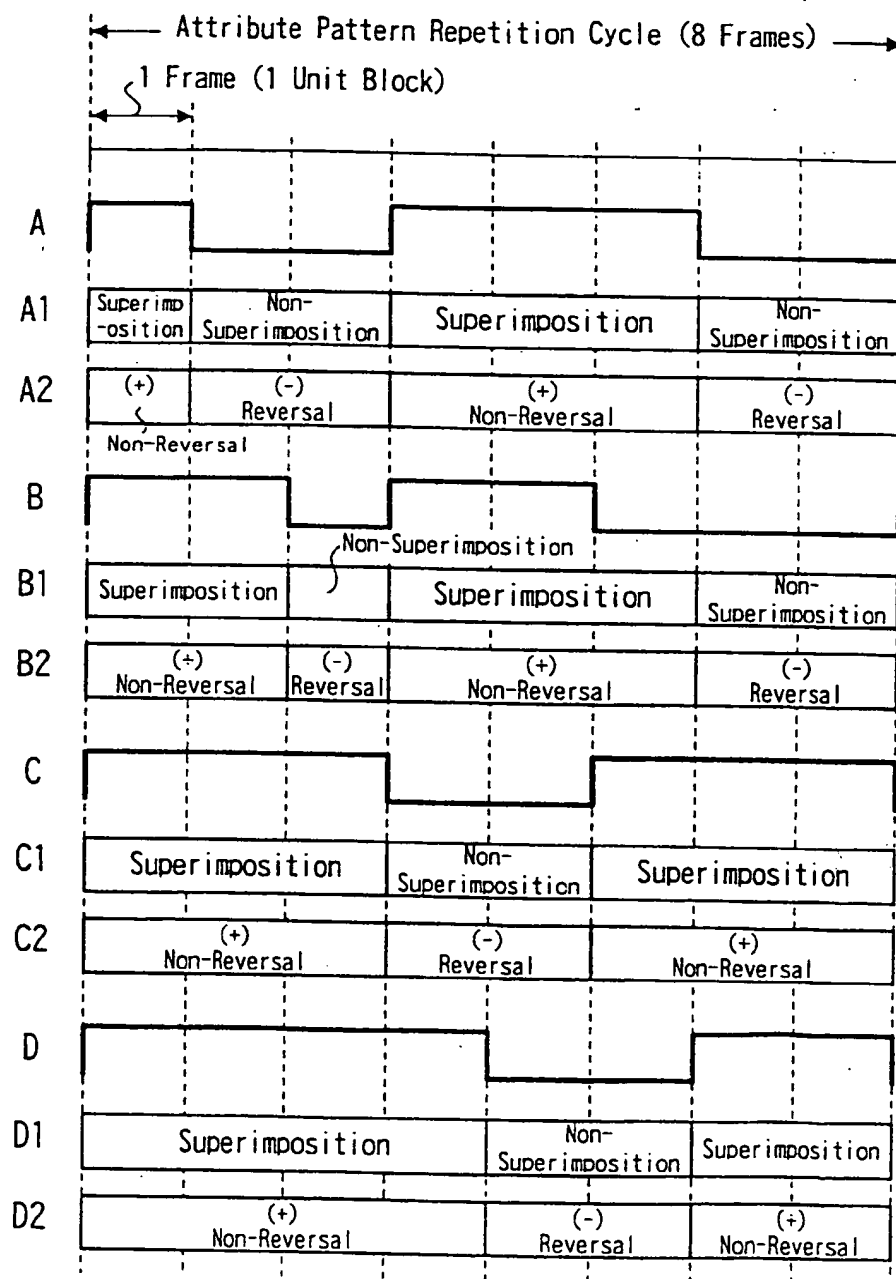 Attribute Pattern Repetition Cycle (8 Frames)
1 Frame (1 Unit Block)
A
A1
Superimp
-osition
Non-
Superimposition
Superimposition
Non-
Superimposition
A2
(+)
(-)
Reversal
(+)
Non-Reversal
(-)
Reversal
Non-Reversal
B
Non-Superimposition
B1
Superimposition
Superimposition
Non-
Superimposition
B2
(+)
Non-Reversal
(-)
Reversal
(+)
Non-Reversal
(-)
Reversal
C
C1
Superimposition
Non-
Superimposition
Superimposition
C2
(+)
Non-Reversal
(-)
Reversal
(+)
Non-Reversal
D
D1
Superimposition
Non-
Superimposition
Superimposition
D2
(+)
Non-Reversal
(-)
Reversal
(+)
Non-Reversal